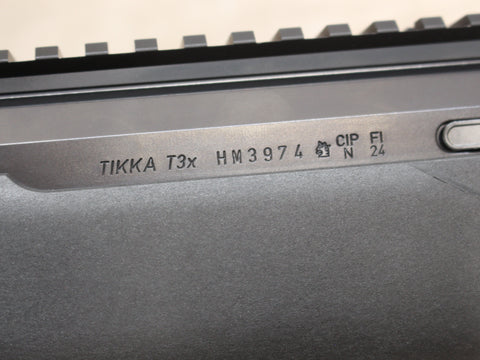 TIKKA T3x HM3974 CIP FI
N 24